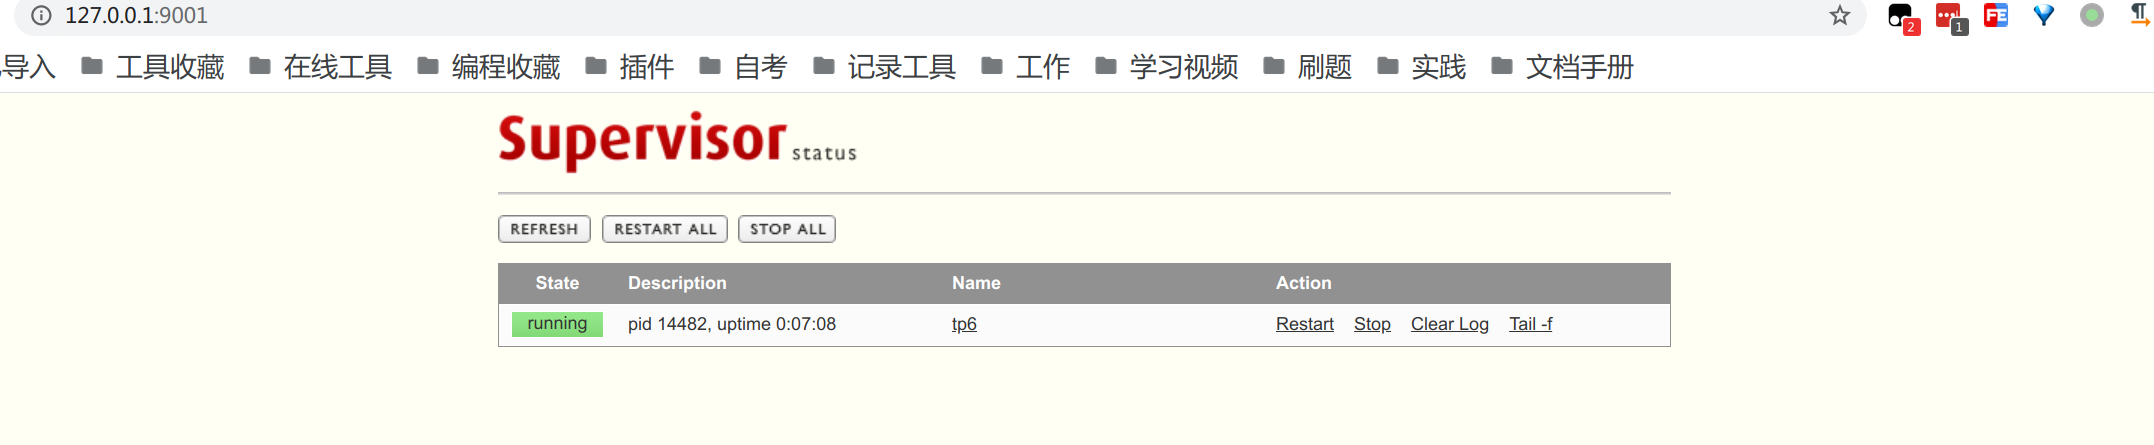 127.0.0.1:9001
2 1 FE
导入 工具收藏 在线工具 编程收藏 插件 自考 记录工具 工作 学习视频 刷题 实践 文档手册
Supervisor status
REFRESH RESTART ALL STOP ALL
State Description Name Action
running pid 14482, uptime 0:07:08 tp6 Restart Stop Clear Log Tail -f